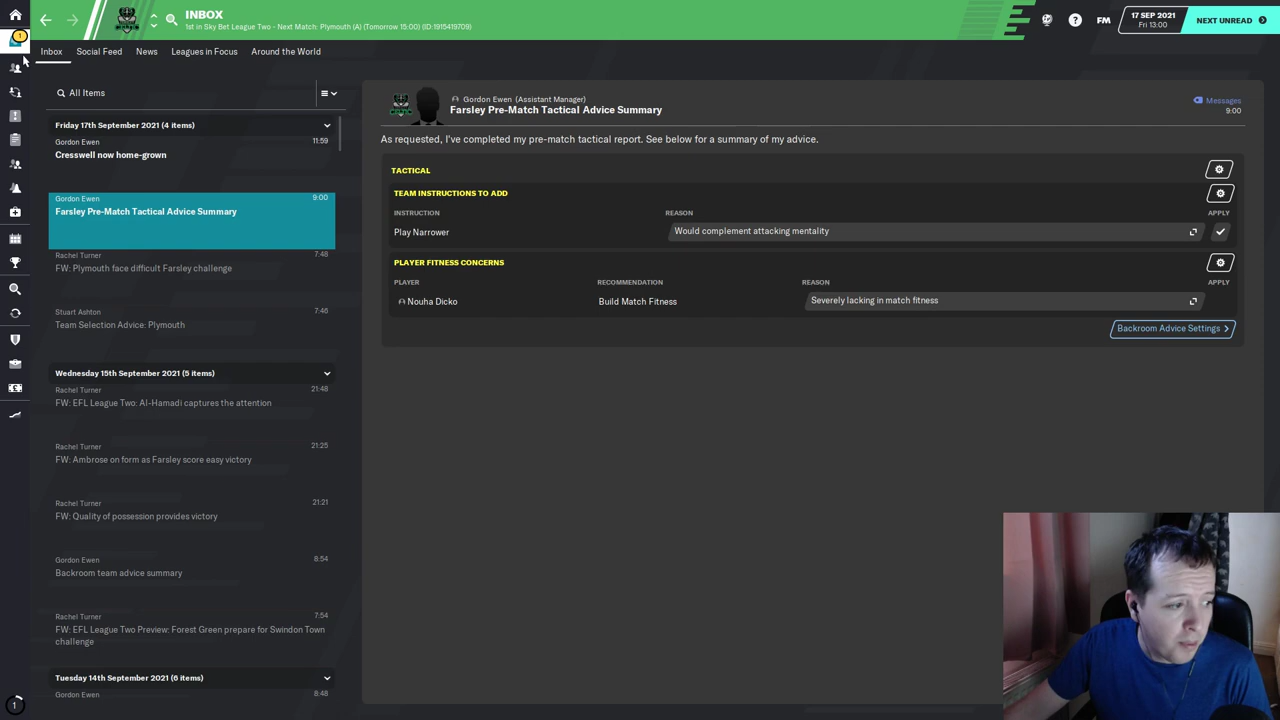 INBOX
1st in Sky Bet League Two - Next Match: Plymouth (A) (Tomorrow 15:00) (ID:1915419709)
FM
17 SEP 2021
Fri 13:00
NEXT UNREAD
1
Inbox
Social Feed
News
Leagues in Focus
Around the World
All Items
Friday 17th September 2021 (4 items)
Gordon Ewen
11:59
Cresswell now home-grown
Gordon Ewen
9:00
Farsley Pre-Match Tactical Advice Summary
Rachel Turner
7:48
FW: Plymouth face difficult Farsley challenge
Stuart Ashton
7:46
Team Selection Advice: Plymouth
Wednesday 15th September 2021 (5 items)
Rachel Turner
21:48
FW: EFL League Two: Al-Hamadi captures the attention
Rachel Turner
21:25
FW: Ambrose on form as Farsley score easy victory
Rachel Turner
21:21
FW: Quality of possession provides victory
Gordon Ewen
8:54
Backroom team advice summary
Rachel Turner
7:54
FW: EFL League Two Preview: Forest Green prepare for Swindon Town
challenge
Tuesday 14th September 2021 (6 items)
Gordon Ewen
8:48
1
Gordon Ewen (Assistant Manager)
Farsley Pre-Match Tactical Advice Summary
Messages
9:00
As requested, I've completed my pre-match tactical report. See below for a summary of my advice.
TACTICAL
TEAM INSTRUCTIONS TO ADD
INSTRUCTION
REASON
APPLY
Play Narrower
Would complement attacking mentality
PLAYER FITNESS CONCERNS
PLAYER
RECOMMENDATION
REASON
APPLY
Nouha Dicko
Build Match Fitness
Severely lacking in match fitness
Backroom Advice Settings